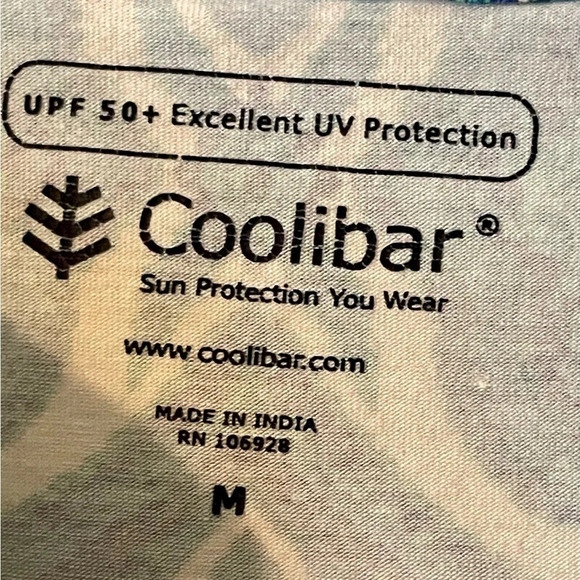 UPF 50+ Excellent UV Protection
Coolibar®
Sun Protection You Wear
www.coolibar.com
MADE IN INDIA
RN 106928
M